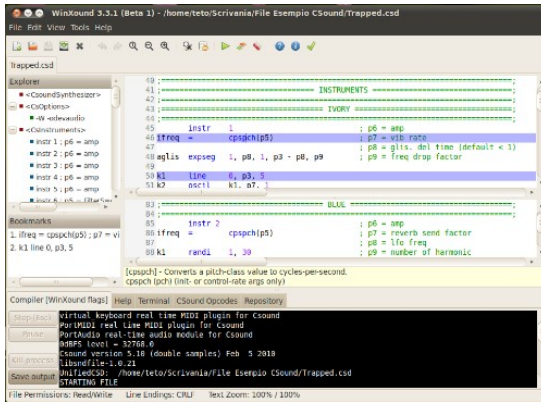 WinXound 3.3.1 (Beta 1) - /home/teto/Scrivania/File Esempio CSound/Trapped.csd
File Edit View Tools Help
Trapped.csd
Explorer
<CsoundSynthesizer>
<CsOptions>
-W -odevaudio
<CsInstruments>
instr 1 ; p6 = amp
instr 2 ; p6 = amp
instr 3 ; p6 = amp
instr 4 ; p6 = amp
instr 5 ; p6 = amp
Bookmarks
1. ifreq = cpspch(p5) ; p7 = vi
2. k1 line 0, p3, 5
40 ;
41 ; INSTRUMENTS ;
42 ;
43 ; IVORY ;
44 ;
45 instr 1 ; p6 = amp
ifreq = cpspch(p5) ; p7 = vib rate
47 ; p8 = glis. del time (default < 1)
48 aglis expseg 1, p8, 1, p3 - p8, p9 ; p9 = freq drop factor
49
50 k1 line 0, p3, 5
51 k2 oscil k1, p7, 1
83 ; BLUE ;
84 ;
85 instr 2 ; p6 = amp
86 ifreq = cpspch(p5) ; p7 = reverb send factor
87 ; p8 = lfo freq
88 k1 randi 1, 30 ; p9 = number of harmonic
[cpspch] - Converts a pitch-class value to cycles-per-second.
cpspch (pch) (init- or control-rate args only)
Compiler [WinXound flags] Help Terminal CSound Opcodes Repository
Stop (Esc)
Pause
Kill process
Save output
virtual keyboard real time MIDI plugin for Csound
PortMIDI real time MIDI plugin for Csound
PortAudio real-time audio module for Csound
0dBFS level = 32768.0
Csound version 5.10 (double samples) Feb 5 2010
libsndfile-1.0.21
UnifiedCSD: /home/teto/Scrivania/File Esempio CSound/Trapped.csd
STARTING FILE
File Permissions: Read/Write Line Endings: CRLF Text Zoom: 100% / 100%